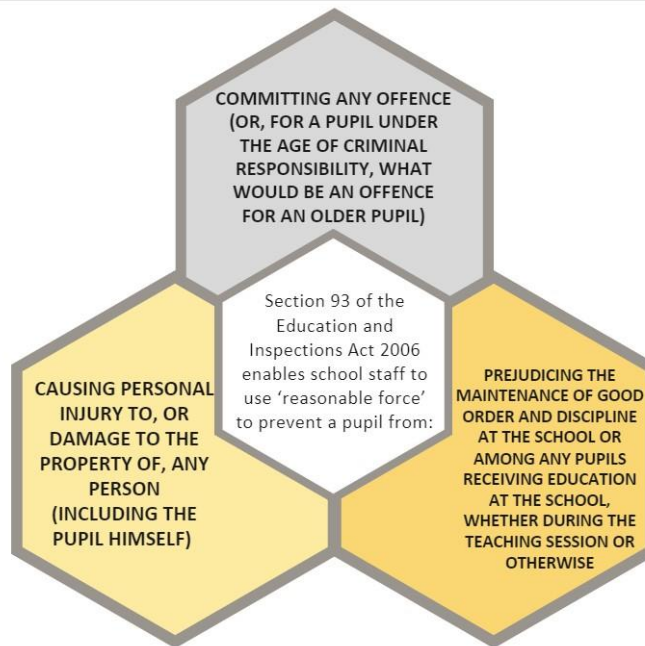 COMMITTING ANY OFFENCE
(OR, FOR A PUPIL UNDER
THE AGE OF CRIMINAL
RESPONSIBILITY, WHAT
WOULD BE AN OFFENCE
FOR AN OLDER PUPIL)
Section 93 of the
Education and
Inspections Act 2006
enables school staff to
use ‘reasonable force’
to prevent a pupil from:
CAUSING PERSONAL
INJURY TO, OR
DAMAGE TO THE
PROPERTY OF, ANY
PERSON
(INCLUDING THE
PUPIL HIMSELF)
PREJUDICING THE
MAINTENANCE OF GOOD
ORDER AND DISCIPLINE
AT THE SCHOOL OR
AMONG ANY PUPILS
RECEIVING EDUCATION
AT THE SCHOOL,
WHETHER DURING THE
TEACHING SESSION OR
OTHERWISE